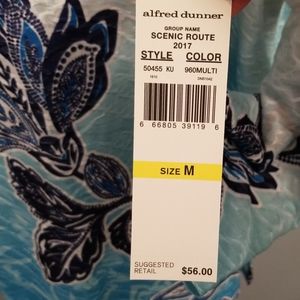 alfred dunner
GROUP NAME
SCENIC ROUTE
2017
STYLE COLOR
50455 KU 960MULTI
6 66805 39119 6
SIZE M
SUGGESTED
RETAIL $56.00